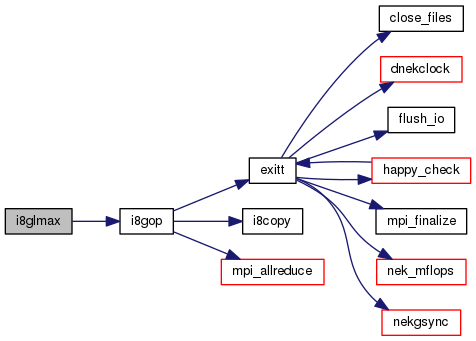 close_files
dnekclock
flush_io
exitt
happy_check
i8glmax
i8gop
i8copy
mpi_finalize
mpi_allreduce
nek_mflops
nekgsync